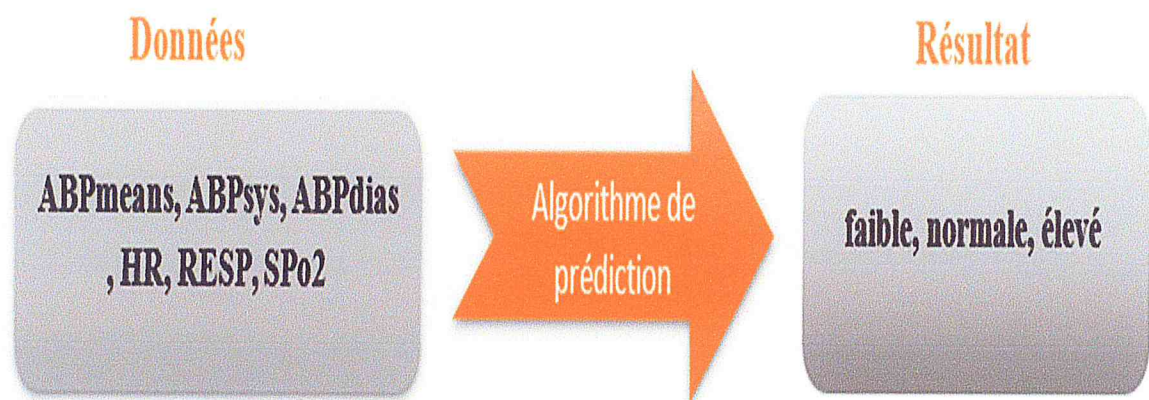 Données
ABPmeans, ABPsys, ABPdias
, HR, RESP, SPo2
Algorithme de
prédiction
Résultat
faible, normale, élevé